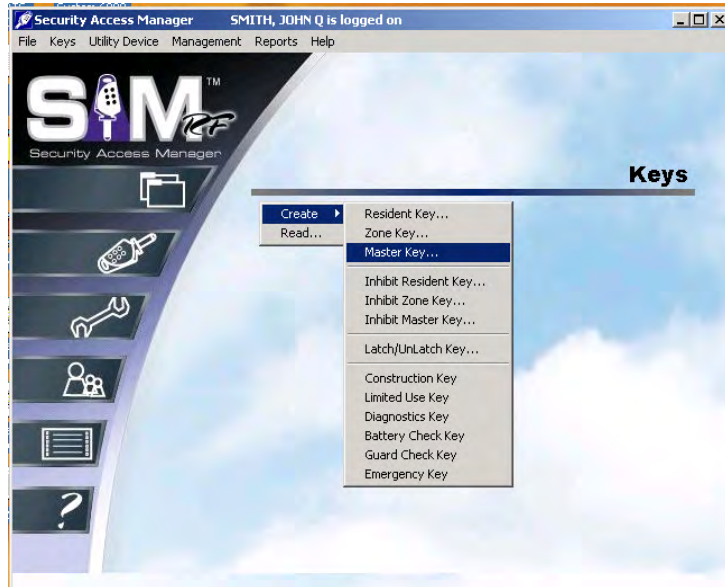 Security Access Manager SMITH, JOHN Q is logged on
File Keys Utility Device Management Reports Help
SAM TM
RF
Security Access Manager
Keys
Create Resident Key...
Read... Zone Key...
Master Key...
Inhibit Resident Key...
Inhibit Zone Key...
Inhibit Master Key...
Latch/UnLatch Key...
Construction Key
Limited Use Key
Diagnostics Key
Battery Check Key
Guard Check Key
Emergency Key
?